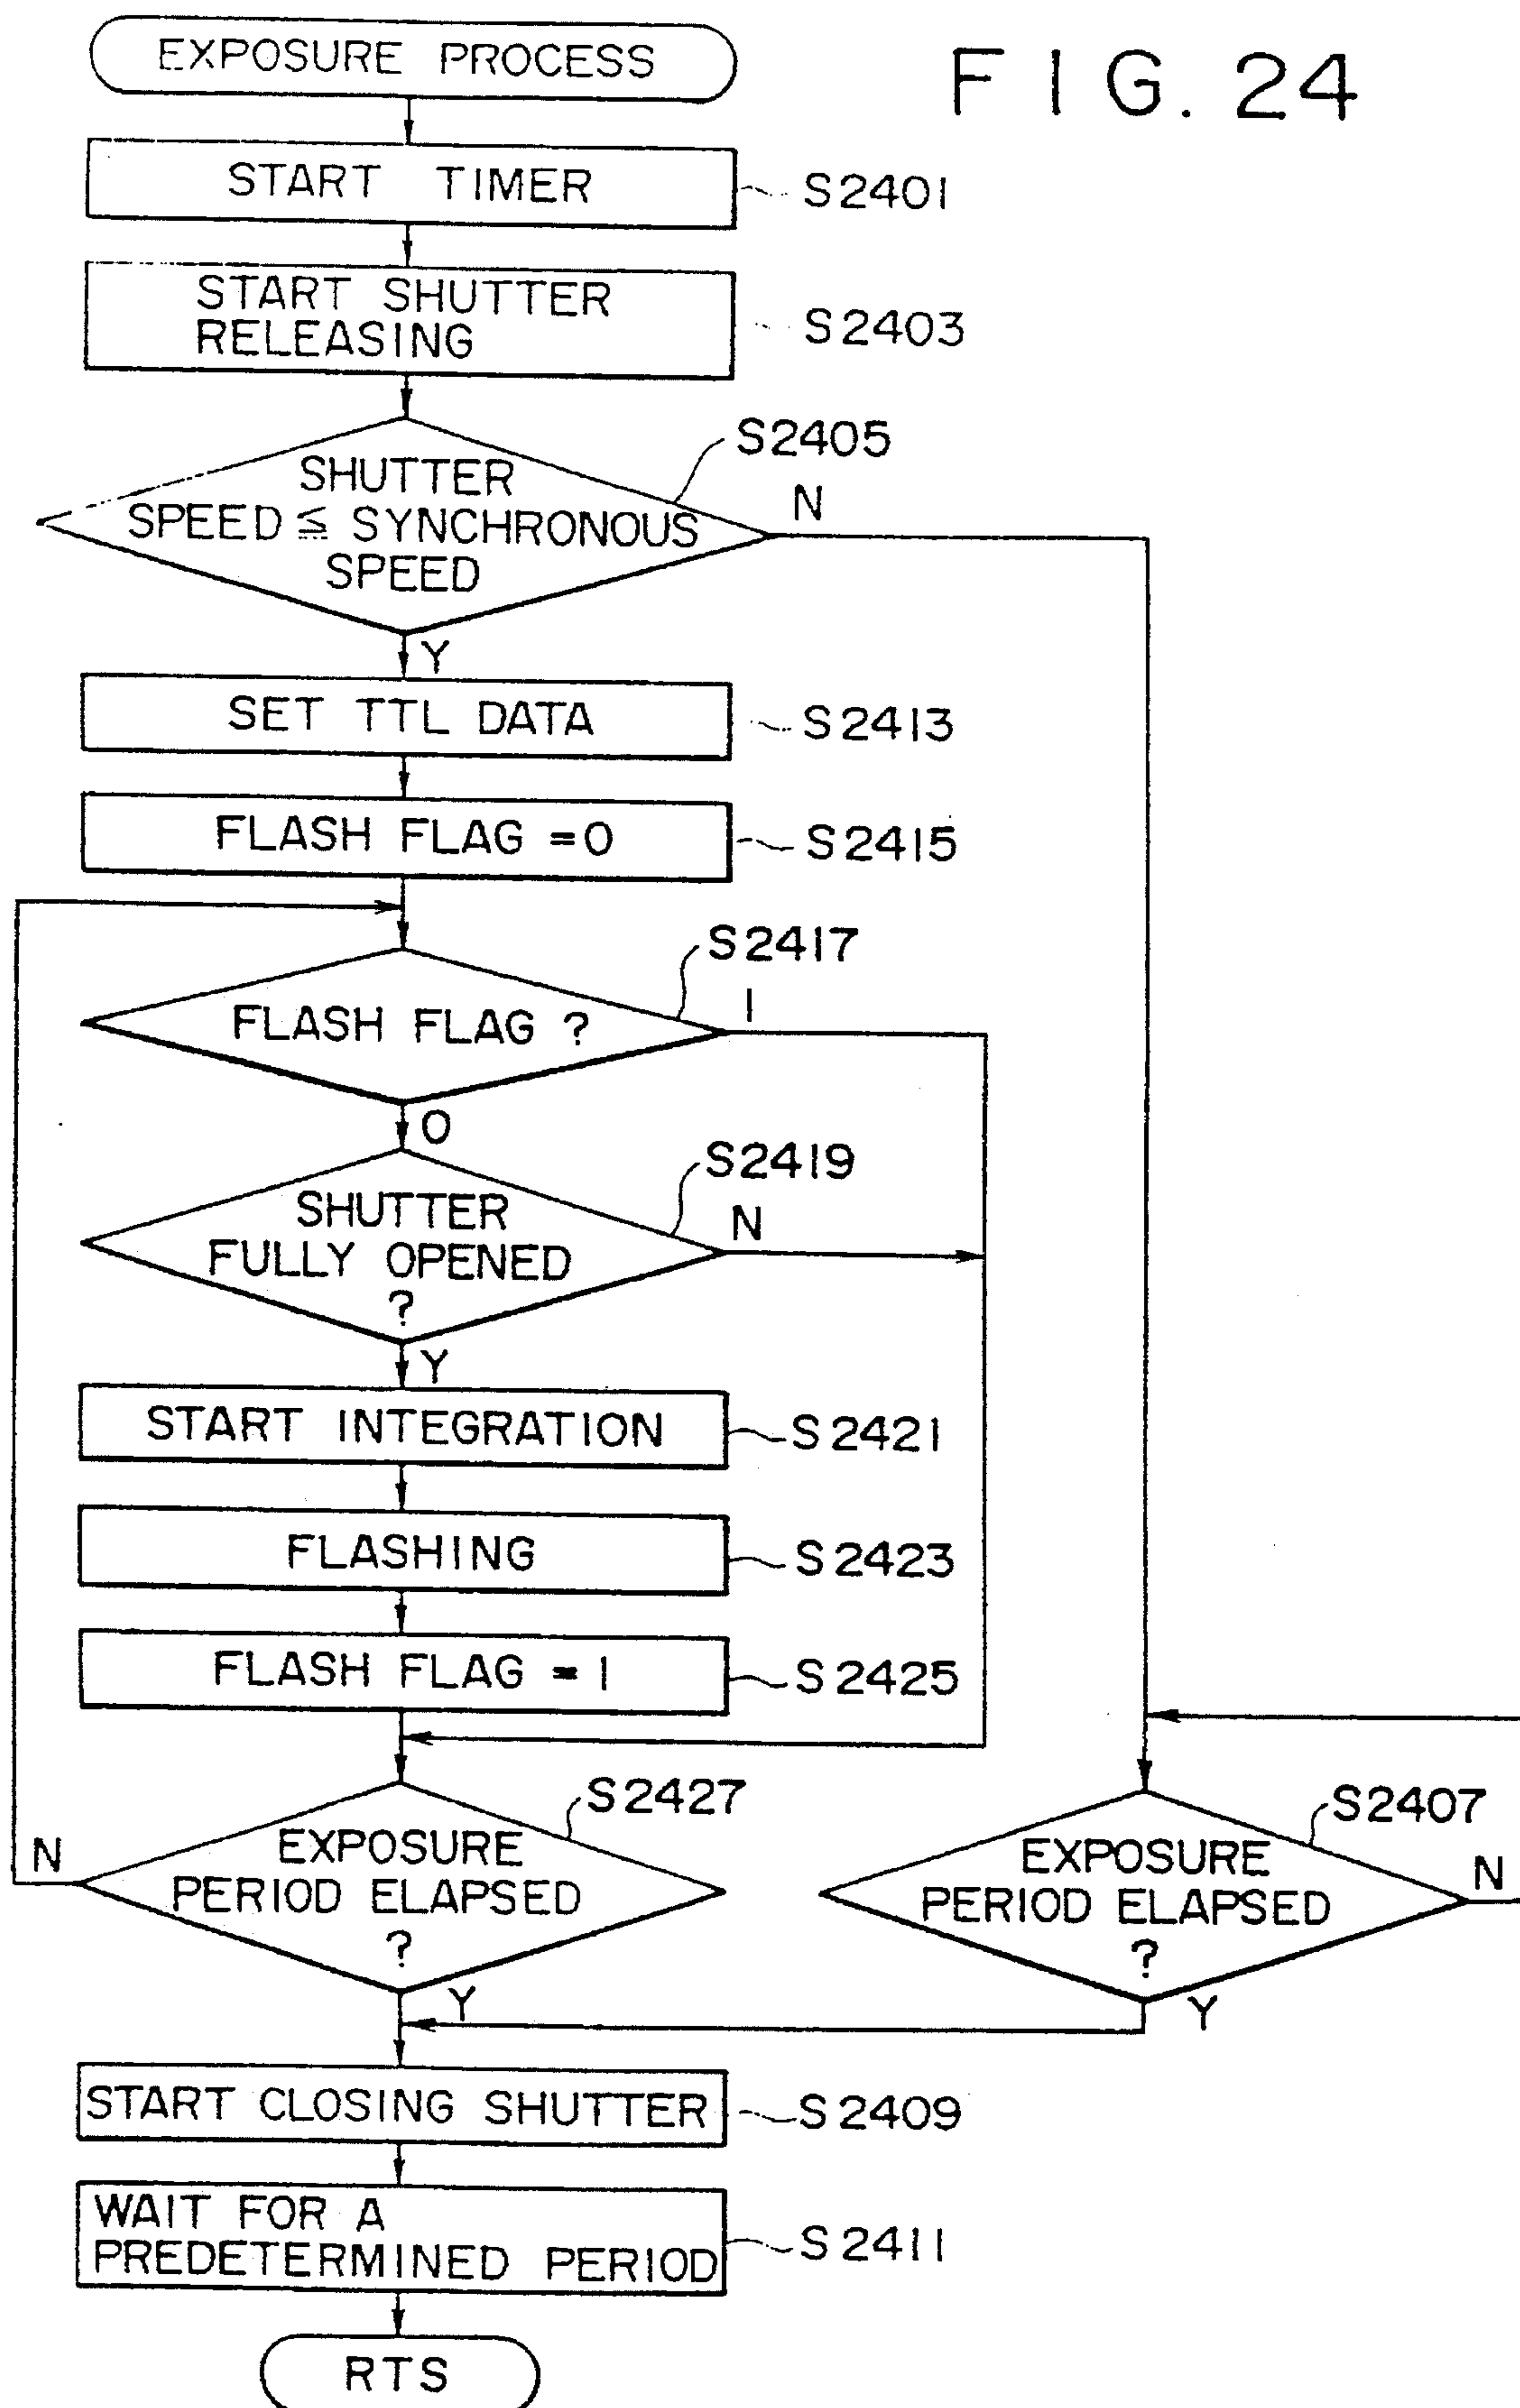 EXPOSURE PROCESS
FIG. 24
START TIMER
S2401
START SHUTTER
RELEASING
S2403
S2405
SHUTTER
SPEED ≦ SYNCHRONOUS
SPEED
N
Y
SET TTL DATA
S2413
FLASH FLAG =0
S2415
S2417
FLASH FLAG ?
1
0
S2419
SHUTTER
FULLY OPENED
?
N
Y
START INTEGRATION
S2421
FLASHING
S2423
FLASH FLAG = 1
S2425
S2427
EXPOSURE
PERIOD ELAPSED
?
N
Y
S2407
EXPOSURE
PERIOD ELAPSED
?
N
Y
START CLOSING SHUTTER
S2409
WAIT FOR A
PREDETERMINED PERIOD
S2411
RTS